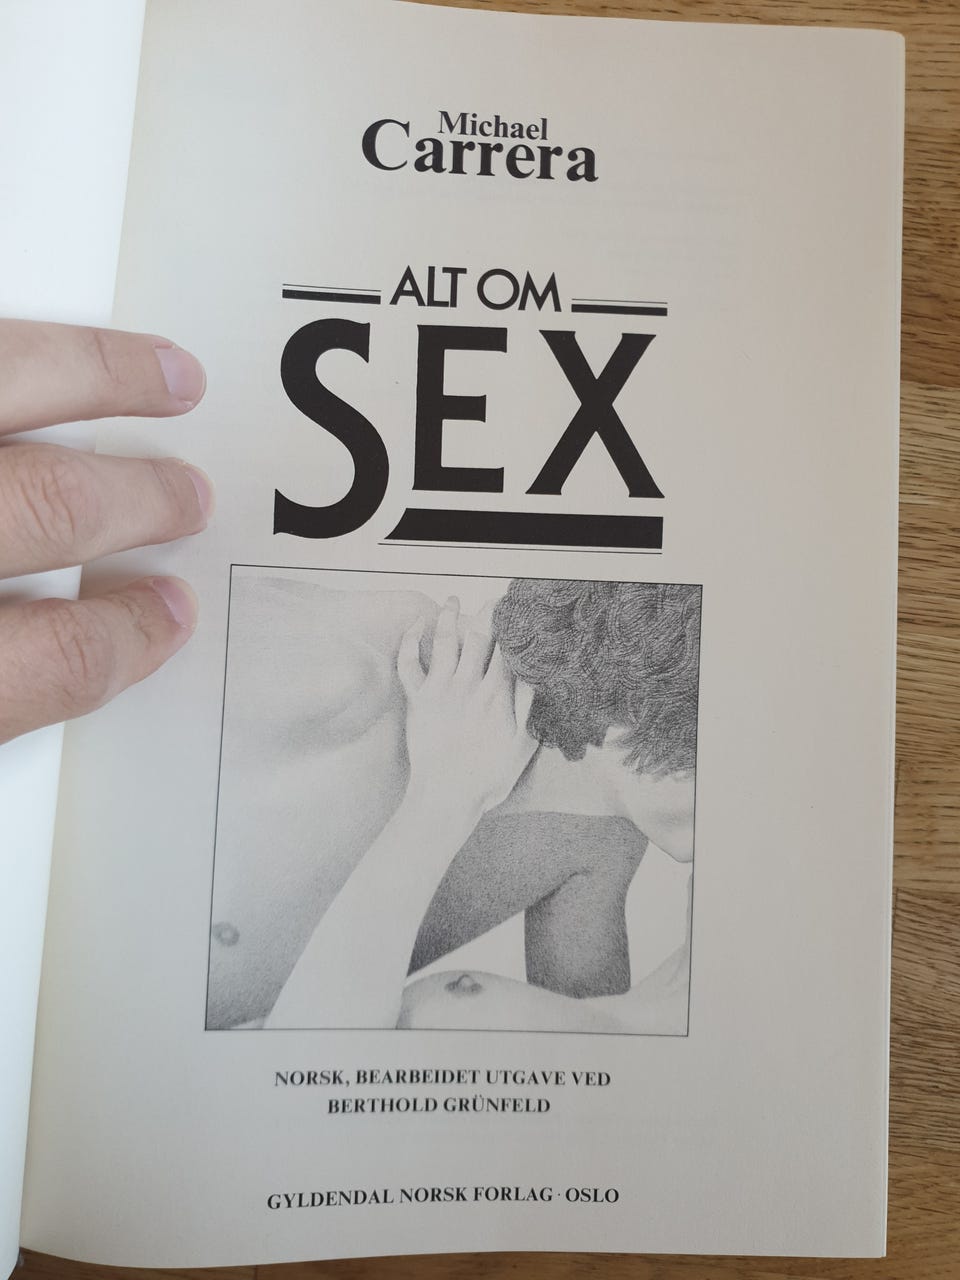 Michael
Carrera
ALT OM
SEX
NORSK, BEARBEIDET UTGAVE VED
BERTHOLD GRÜNFELD
GYLDENDAL NORSK FORLAG · OSLO